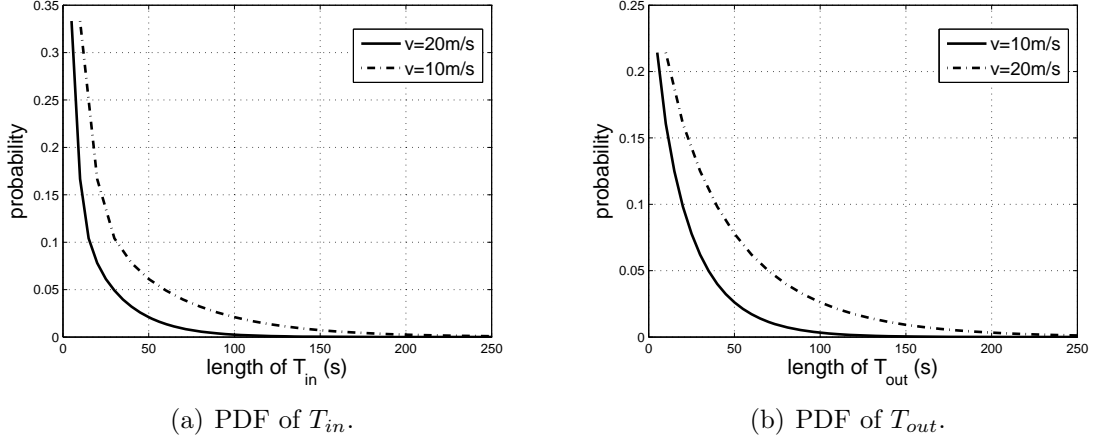 0.35
0.3
0.25
0.2
0.15
0.1
0.05
0
probability
v=20m/s
v=10m/s
0 50 100 150 200 250
length of T_in (s)
(a) PDF of T_in.
0.25
0.2
0.15
0.1
0.05
0
probability
v=10m/s
v=20m/s
0 50 100 150 200 250
length of T_out (s)
(b) PDF of T_out.